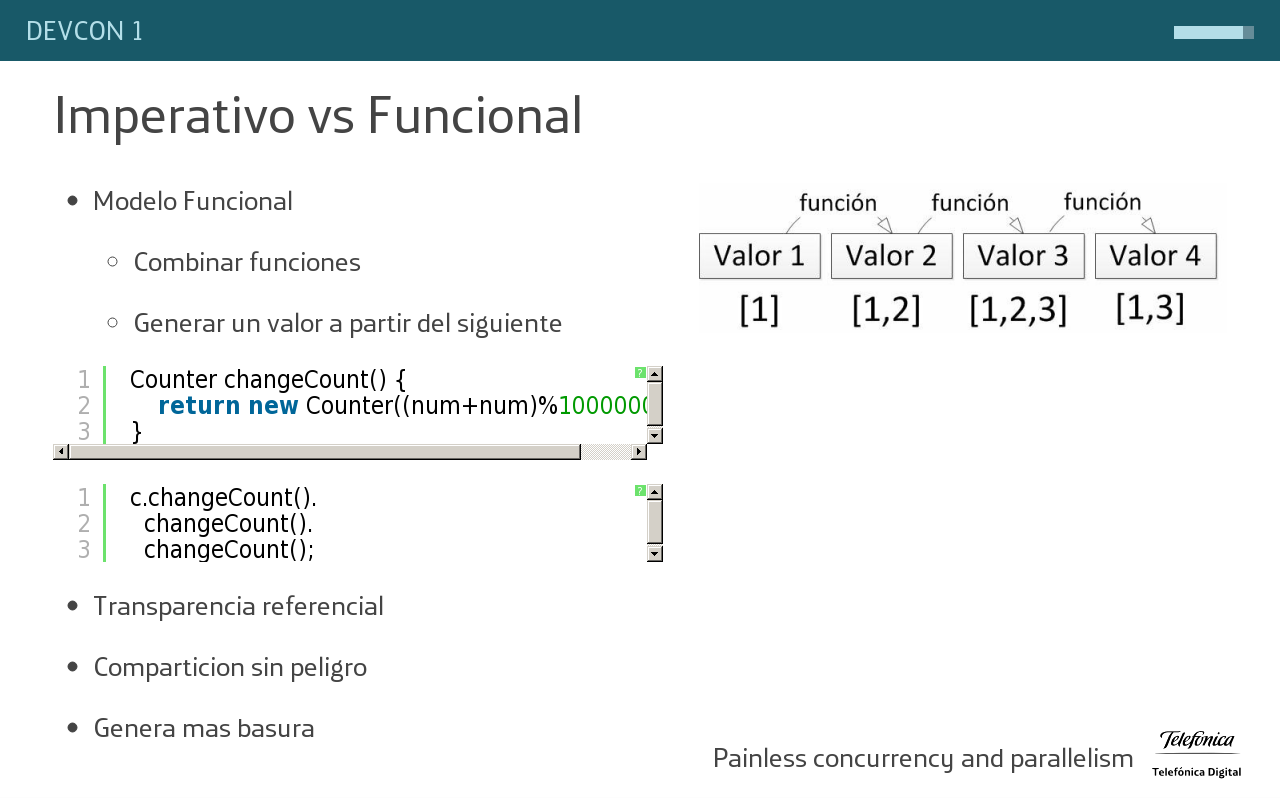 DEVCON 1
Imperativo vs Funcional
Modelo Funcional
Combinar funciones
Generar un valor a partir del siguiente
1 Counter changeCount() {
2 return new Counter((num+num)%1000000
3 }
1 c.changeCount().
2 changeCount().
3 changeCount();
Transparencia referencial
Comparticion sin peligro
Genera mas basura
función función función
Valor 1 Valor 2 Valor 3 Valor 4
[1] [1,2] [1,2,3] [1,3]
Painless concurrency and parallelism
Telefónica
Telefónica Digital